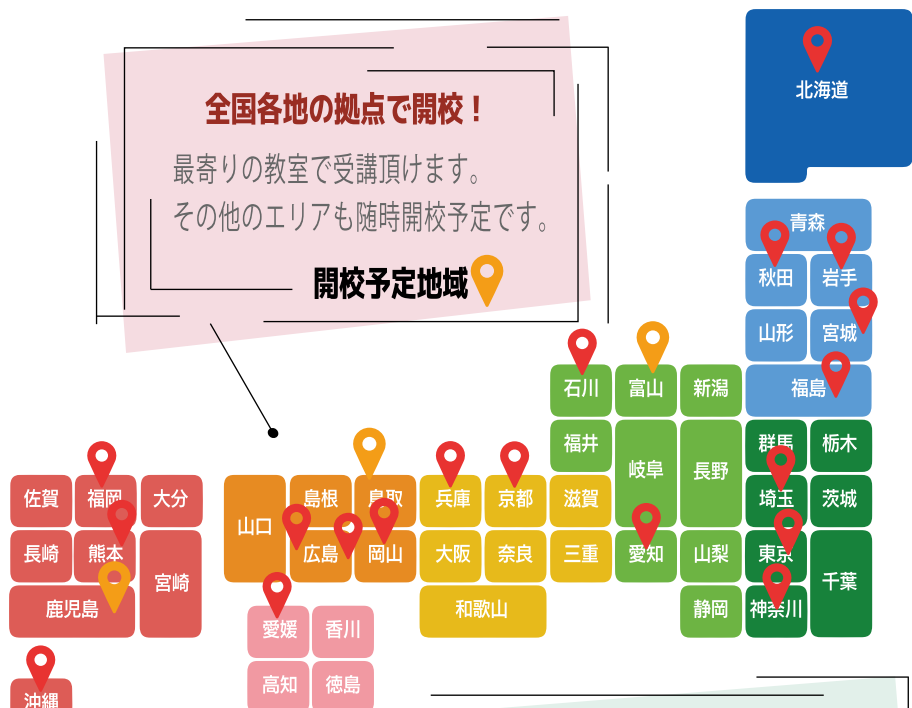 全国各地の拠点で開校！
最寄りの教室で受講頂けます。
その他のエリアも随時開校予定です。
開校予定地域
北海道
青森
秋田 岩手
山形 宮城
福島
石川 富山 新潟
福井 岐阜 長野
群馬 栃木
佐賀 福岡 大分
山口 島根 鳥取
兵庫 京都 滋賀
埼玉 茨城
長崎 熊本 宮崎
広島 岡山
大阪 奈良 三重
愛知 山梨
東京 千葉
鹿児島
愛媛 香川
和歌山
静岡 神奈川
高知 徳島
沖縄